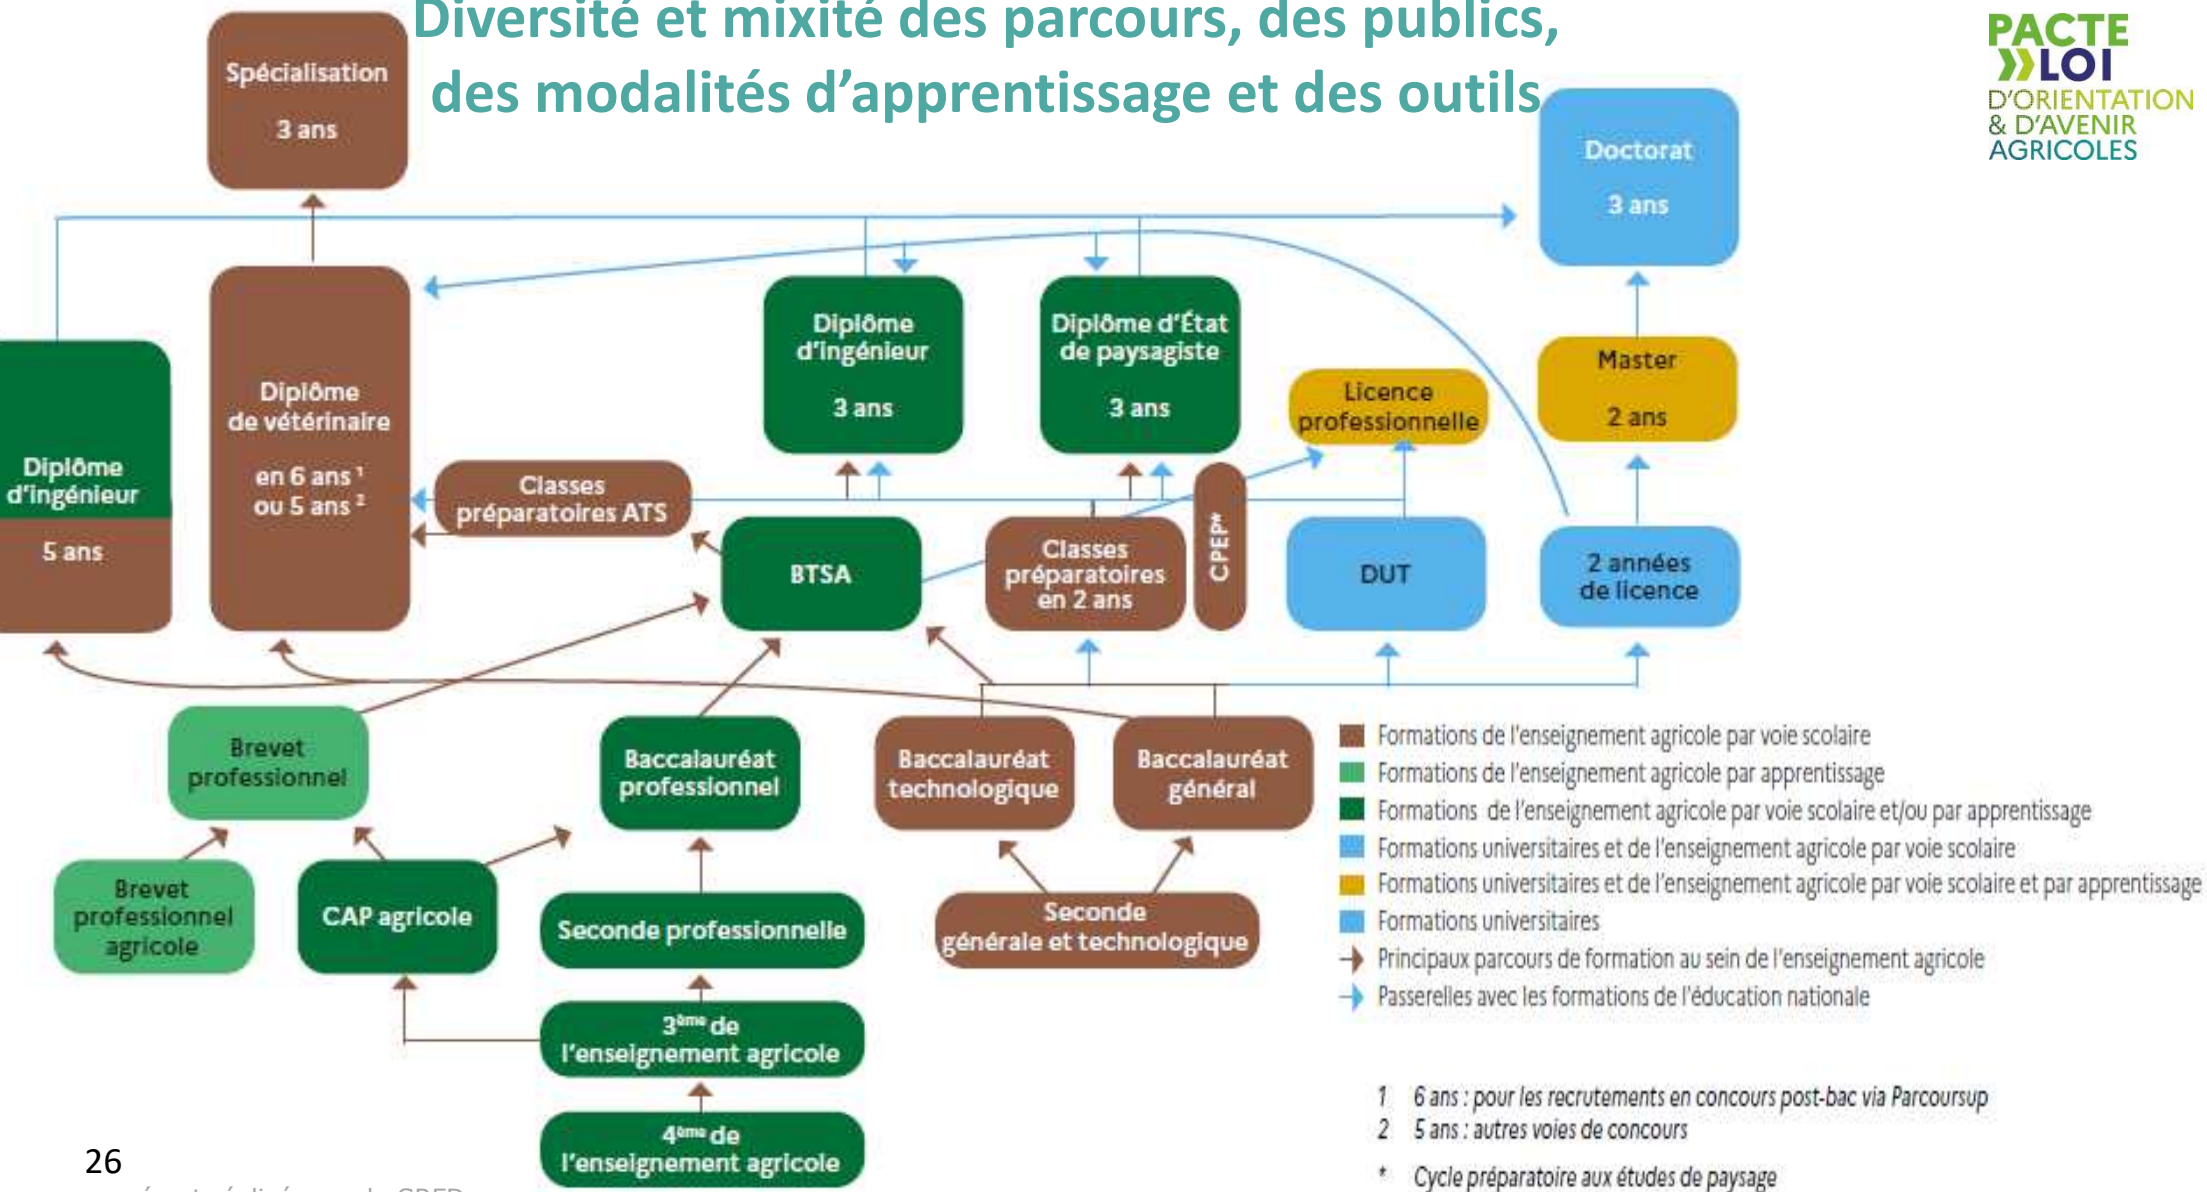 Diversité et mixité des parcours, des publics,
des modalités d'apprentissage et des outils
PACTE
LOI
D'ORIENTATION
& D'AVENIR
AGRICOLES
Spécialisation
3 ans
Doctorat
3 ans
Diplôme
d'ingénieur
5 ans
Diplôme
de vétérinaire
en 6 ans ¹
ou 5 ans ²
Diplôme
d'ingénieur
3 ans
Diplôme d'État
de paysagiste
3 ans
Licence
professionnelle
Master
2 ans
Classes
préparatoires ATS
BTSA
Classes
préparatoires
en 2 ans
CPEP*
DUT
2 années
de licence
Brevet
professionnel
Baccalauréat
professionnel
Baccalauréat
technologique
Baccalauréat
général
Brevet
professionnel
agricole
CAP agricole
Seconde professionnelle
Seconde
générale et technologique
3ème de
l'enseignement agricole
4ème de
l'enseignement agricole
Formations de l'enseignement agricole par voie scolaire
Formations de l'enseignement agricole par apprentissage
Formations de l'enseignement agricole par voie scolaire et/ou par apprentissage
Formations universitaires et de l'enseignement agricole par voie scolaire
Formations universitaires et de l'enseignement agricole par voie scolaire et par apprentissage
Formations universitaires
Principaux parcours de formation au sein de l'enseignement agricole
Passerelles avec les formations de l'éducation nationale
1 6 ans : pour les recrutements en concours post-bac via Parcoursup
2 5 ans : autres voies de concours
* Cycle préparatoire aux études de paysage
26